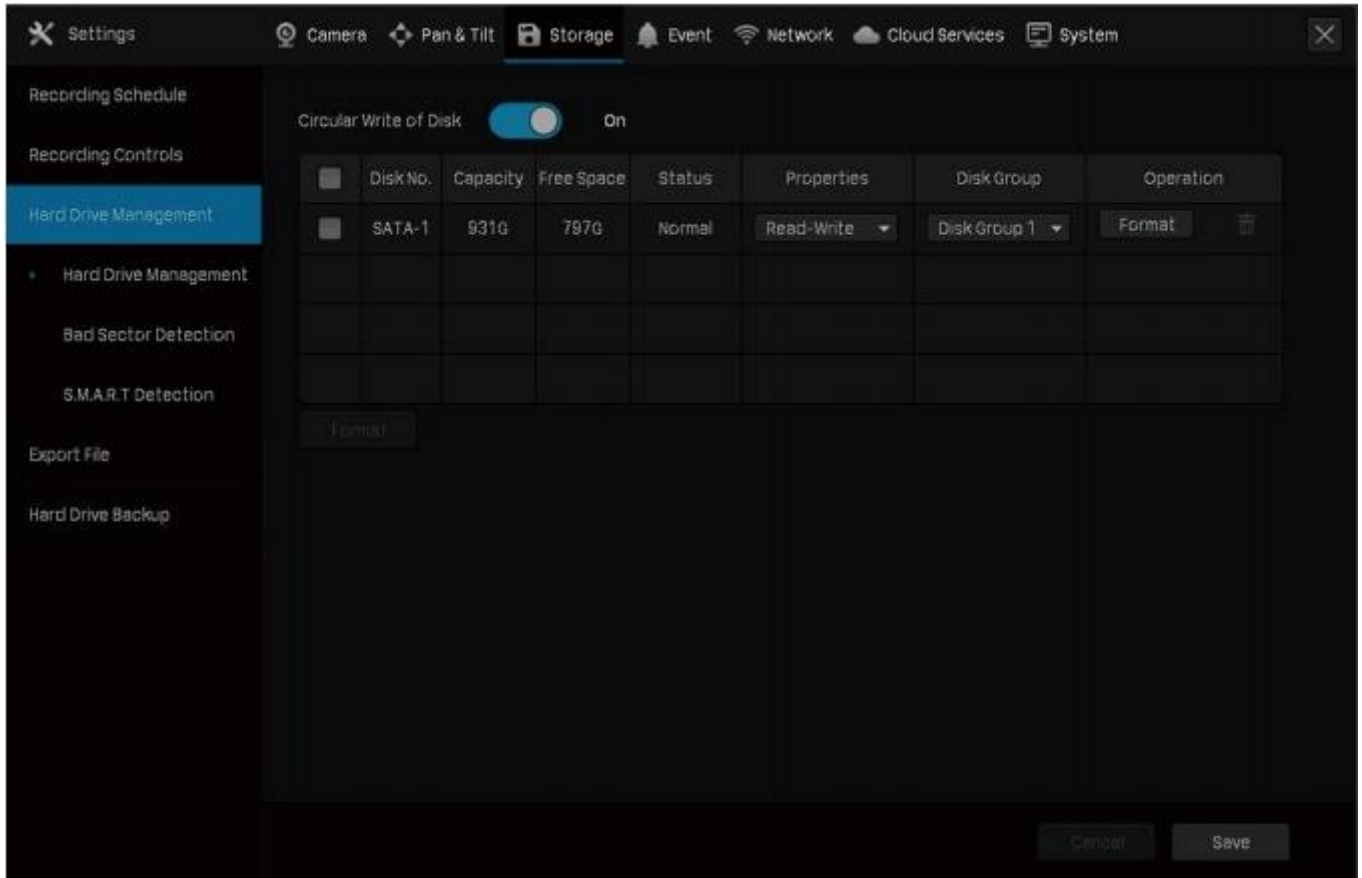 Settings Camera Pan & Tilt Storage Event Network Cloud Services System
Recording Schedule
Circular Write of Disk On
Recording Controls
Disk No. Capacity Free Space Status Properties Disk Group Operation
Hard Drive Management
SATA-1 931G 797G Normal Read-Write Disk Group 1 Format
Hard Drive Management
Bad Sector Detection
S.M.A.R.T Detection
Format
Export File
Hard Drive Backup
Cancel Save